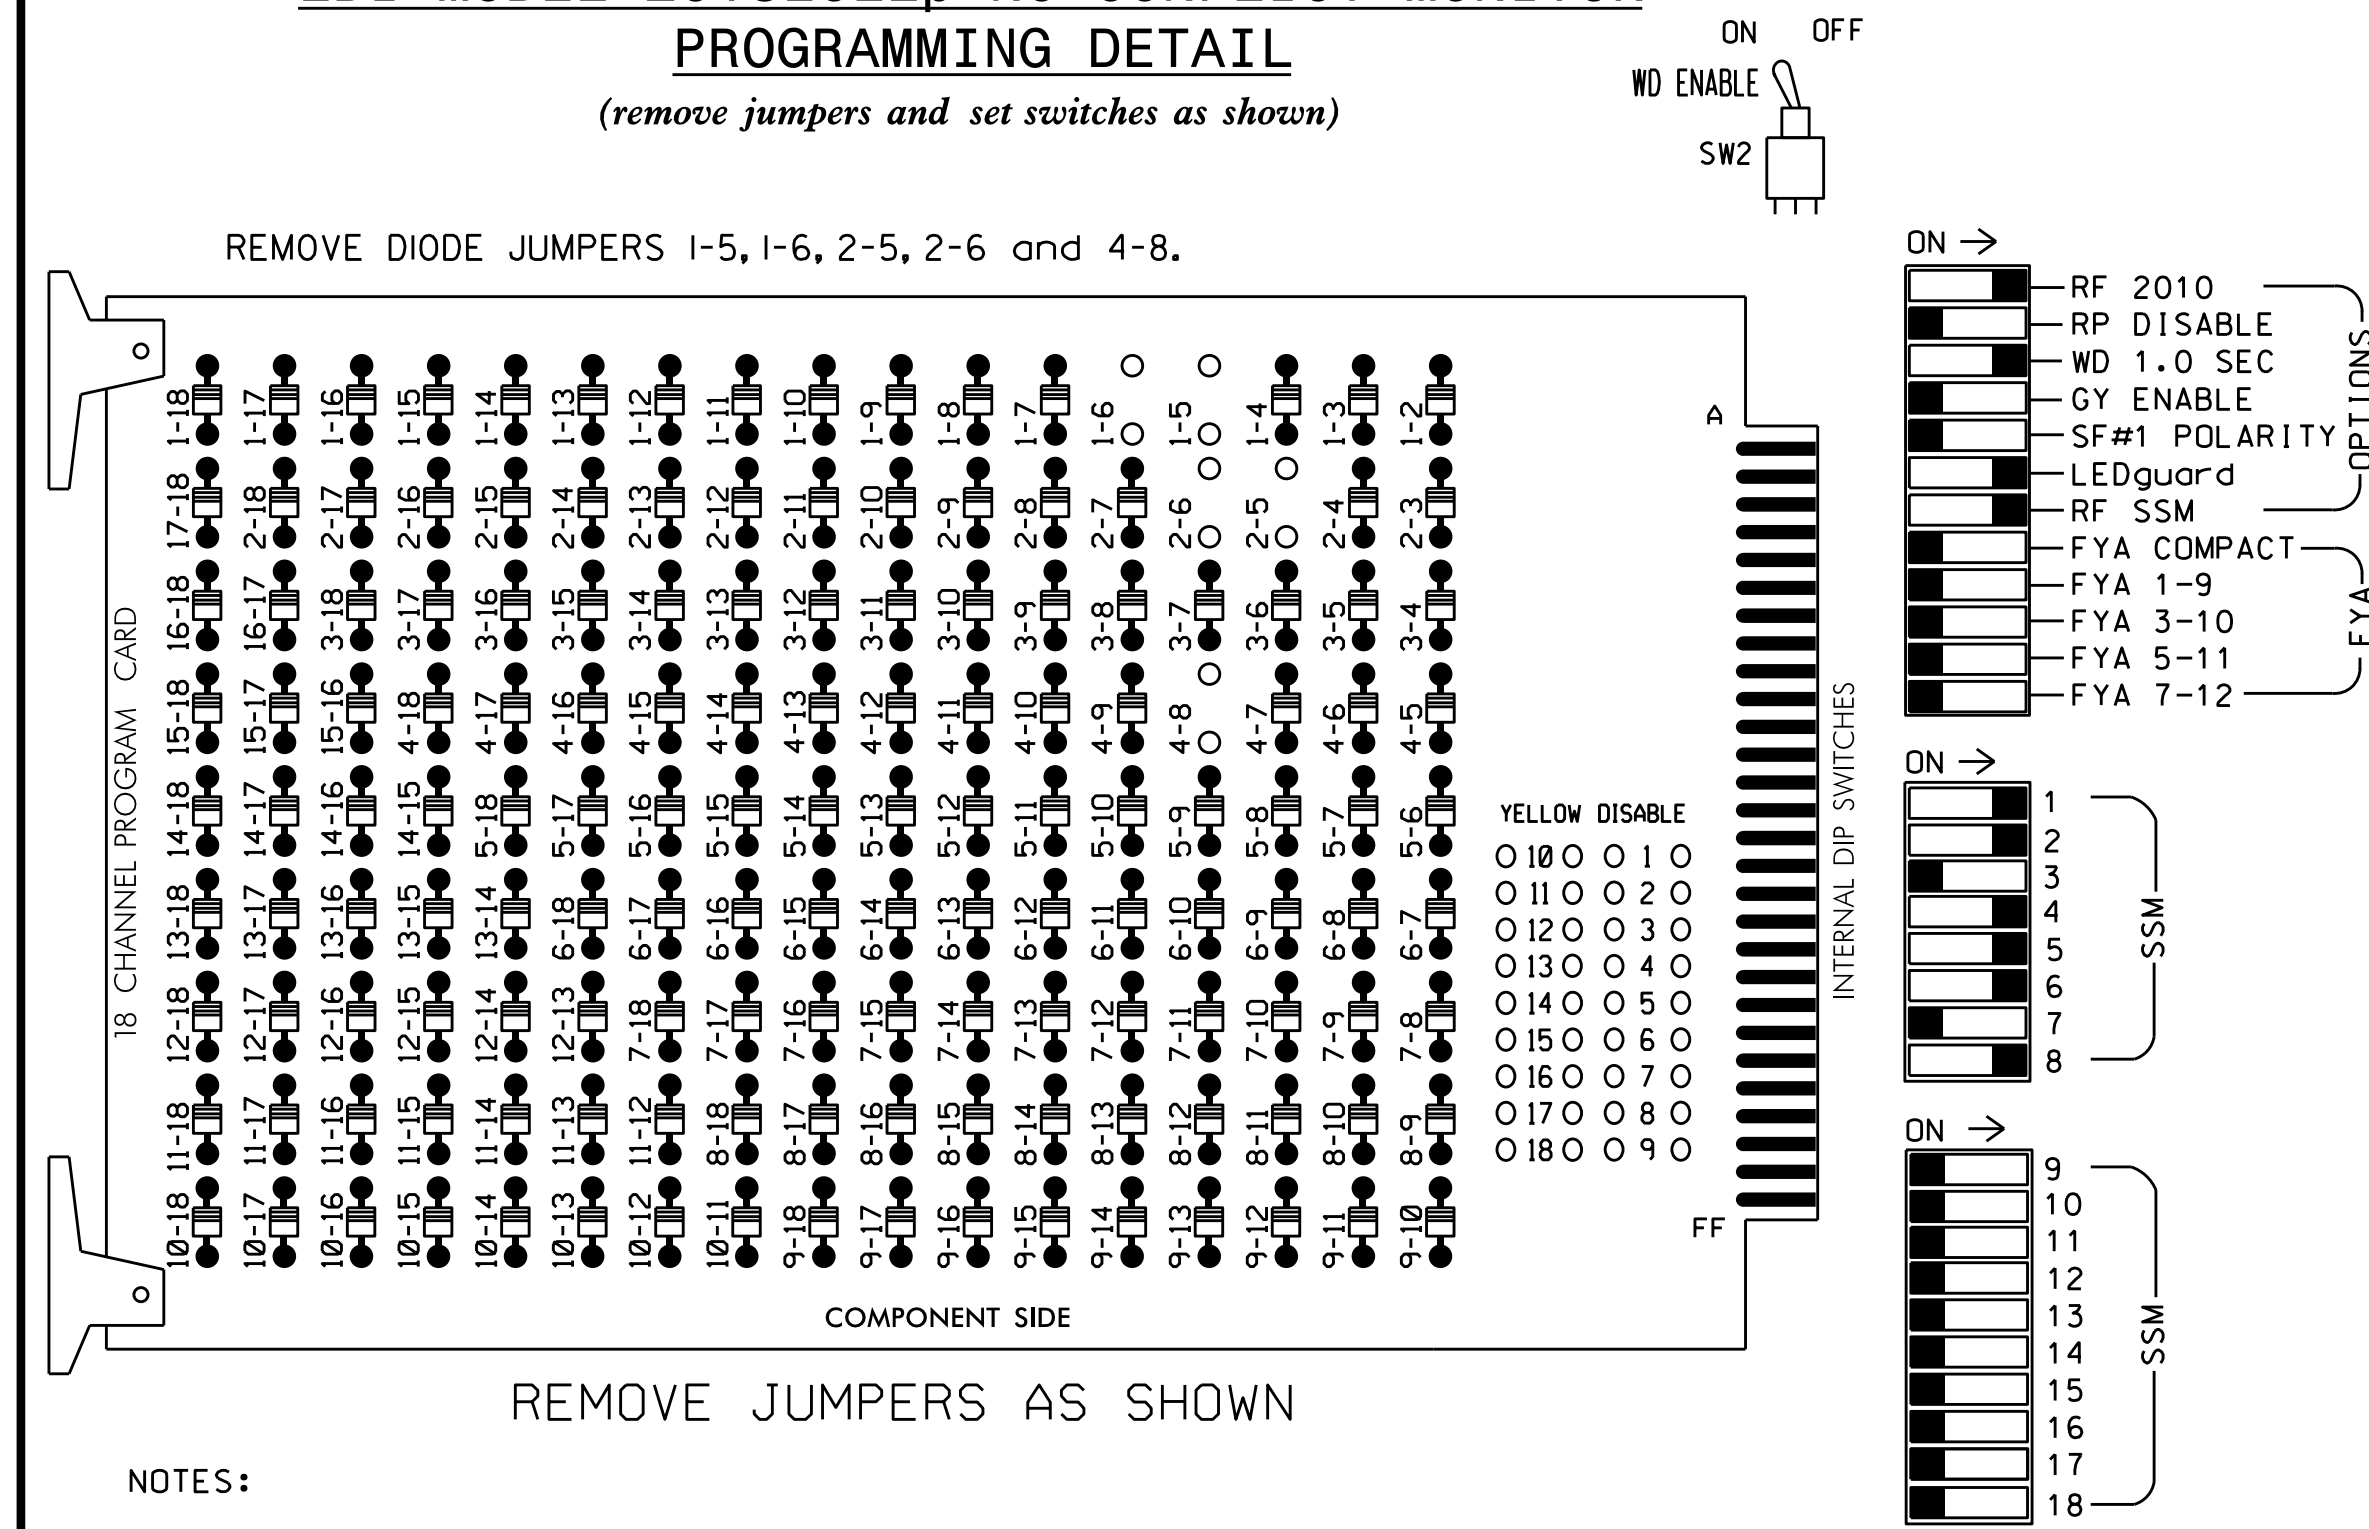 PROGRAMMING DETAIL
(remove jumpers and set switches as shown)
ON OFF
WD ENABLE
SW2
REMOVE DIODE JUMPERS 1-5, 1-6, 2-5, 2-6 and 4-8.
18 CHANNEL PROGRAM CARD
1-18 1-17 1-16 1-15 1-14 1-13 1-12 1-11 1-10 1-9 1-8 1-7 1-6 1-5 1-4 1-3 1-2
17-18 2-18 2-17 2-16 2-15 2-14 2-13 2-12 2-11 2-10 2-9 2-8 2-7 2-6 2-5 2-4 2-3
16-18 16-17 3-18 3-17 3-16 3-15 3-14 3-13 3-12 3-11 3-10 3-9 3-8 3-7 3-6 3-5 3-4
15-18 15-17 15-16 4-18 4-17 4-16 4-15 4-14 4-13 4-12 4-11 4-10 4-9 4-8 4-7 4-6 4-5
14-18 14-17 14-16 14-15 5-18 5-17 5-16 5-15 5-14 5-13 5-12 5-11 5-10 5-9 5-8 5-7 5-6
13-18 13-17 13-16 13-15 13-14 6-18 6-17 6-16 6-15 6-14 6-13 6-12 6-11 6-10 6-9 6-8 6-7
12-18 12-17 12-16 12-15 12-14 12-13 7-18 7-17 7-16 7-15 7-14 7-13 7-12 7-11 7-10 7-9 7-8
11-18 11-17 11-16 11-15 11-14 11-13 11-12 8-18 8-17 8-16 8-15 8-14 8-13 8-12 8-11 8-10 8-9
10-18 10-17 10-16 10-15 10-14 10-13 10-12 10-11 9-18 9-17 9-16 9-15 9-14 9-13 9-12 9-11 9-10
A
YELLOW DISABLE
10 1
11 2
12 3
13 4
14 5
15 6
16 7
17 8
18 9
FF
COMPONENT SIDE
INTERNAL DIP SWITCHES
REMOVE JUMPERS AS SHOWN
NOTES:
ON →
RF 2010
RP DISABLE
WD 1.0 SEC
GY ENABLE
SF#1 POLARITY
LEDguard
RF SSM
OPTIONS
FYA COMPACT
FYA 1-9
FYA 3-10
FYA 5-11
FYA 7-12
FYA
ON →
1
2
3
4
5
6
7
8
SSM
ON →
9
10
11
12
13
14
15
16
17
18
SSM